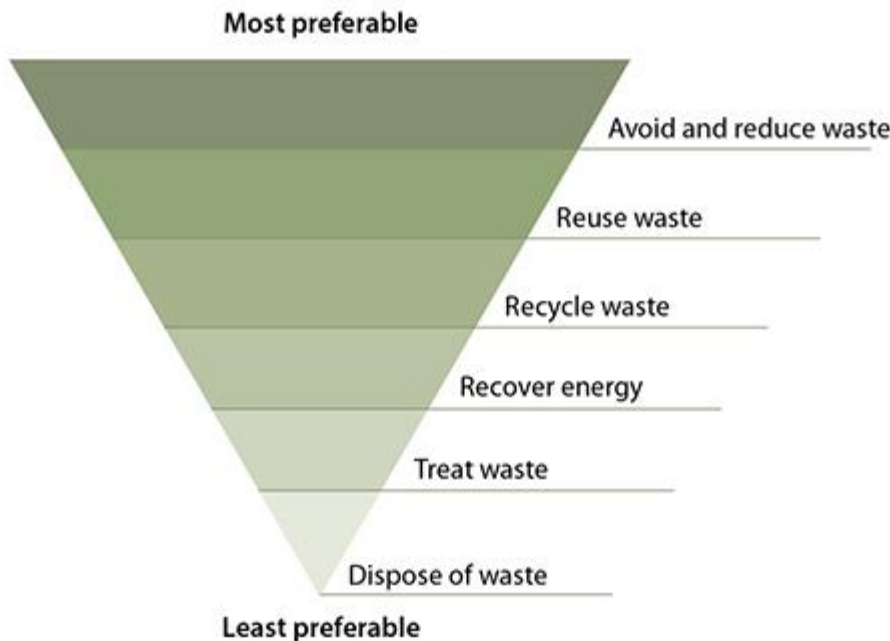 Most preferable
Avoid and reduce waste
Reuse waste
Recycle waste
Recover energy
Treat waste
Dispose of waste
Least preferable